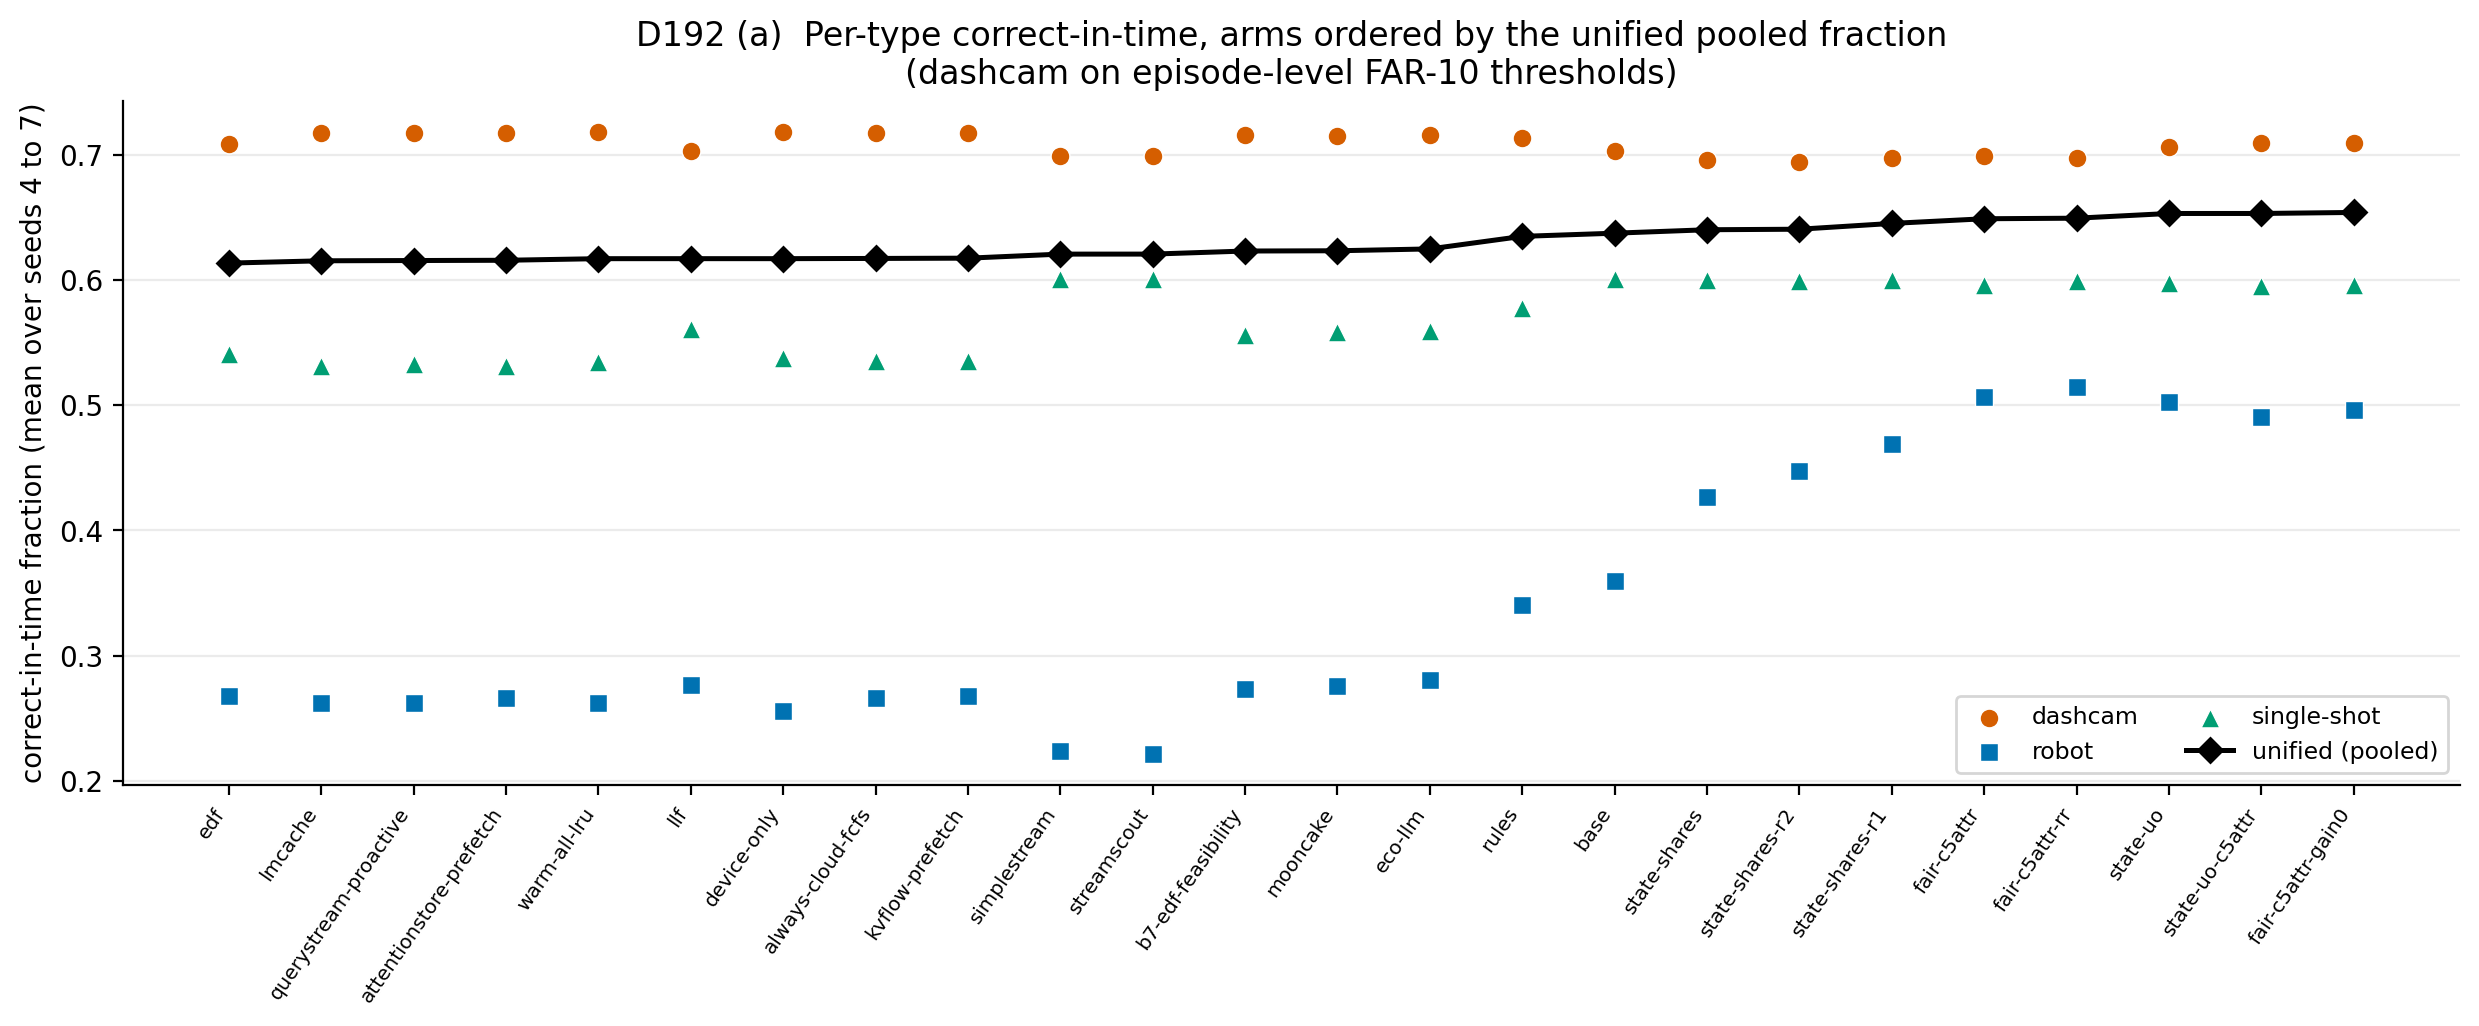 D192 (a)  Per-type correct-in-time, arms ordered by the unified pooled fraction
(dashcam on episode-level FAR-10 thresholds)
correct-in-time fraction (mean over seeds 4 to 7)
0.7
0.6
0.5
0.4
0.3
0.2
dashcam
robot
single-shot
unified (pooled)
edf
lmcache
querystream-proactive
attentionstore-prefetch
warm-all-lru
llf
device-only
always-cloud-fcfs
kvflow-prefetch
simplestream
streamscout
b7-edf-feasibility
mooncake
eco-llm
rules
base
state-shares
state-shares-r2
state-shares-r1
fair-c5attr
fair-c5attr-rr
state-uo
state-uo-c5attr
fair-c5attr-gain0